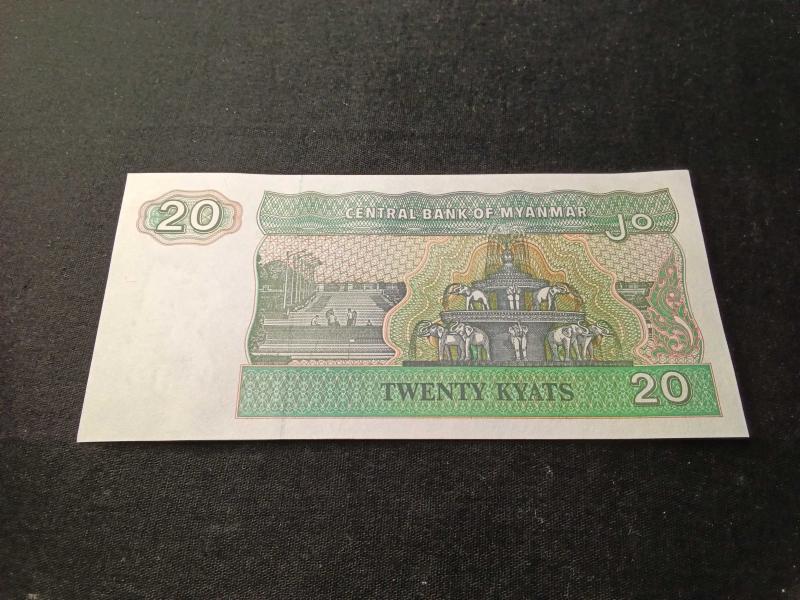 20
CENTRAL BANK OF MYANMAR
၂၀
TWENTY KYATS
20